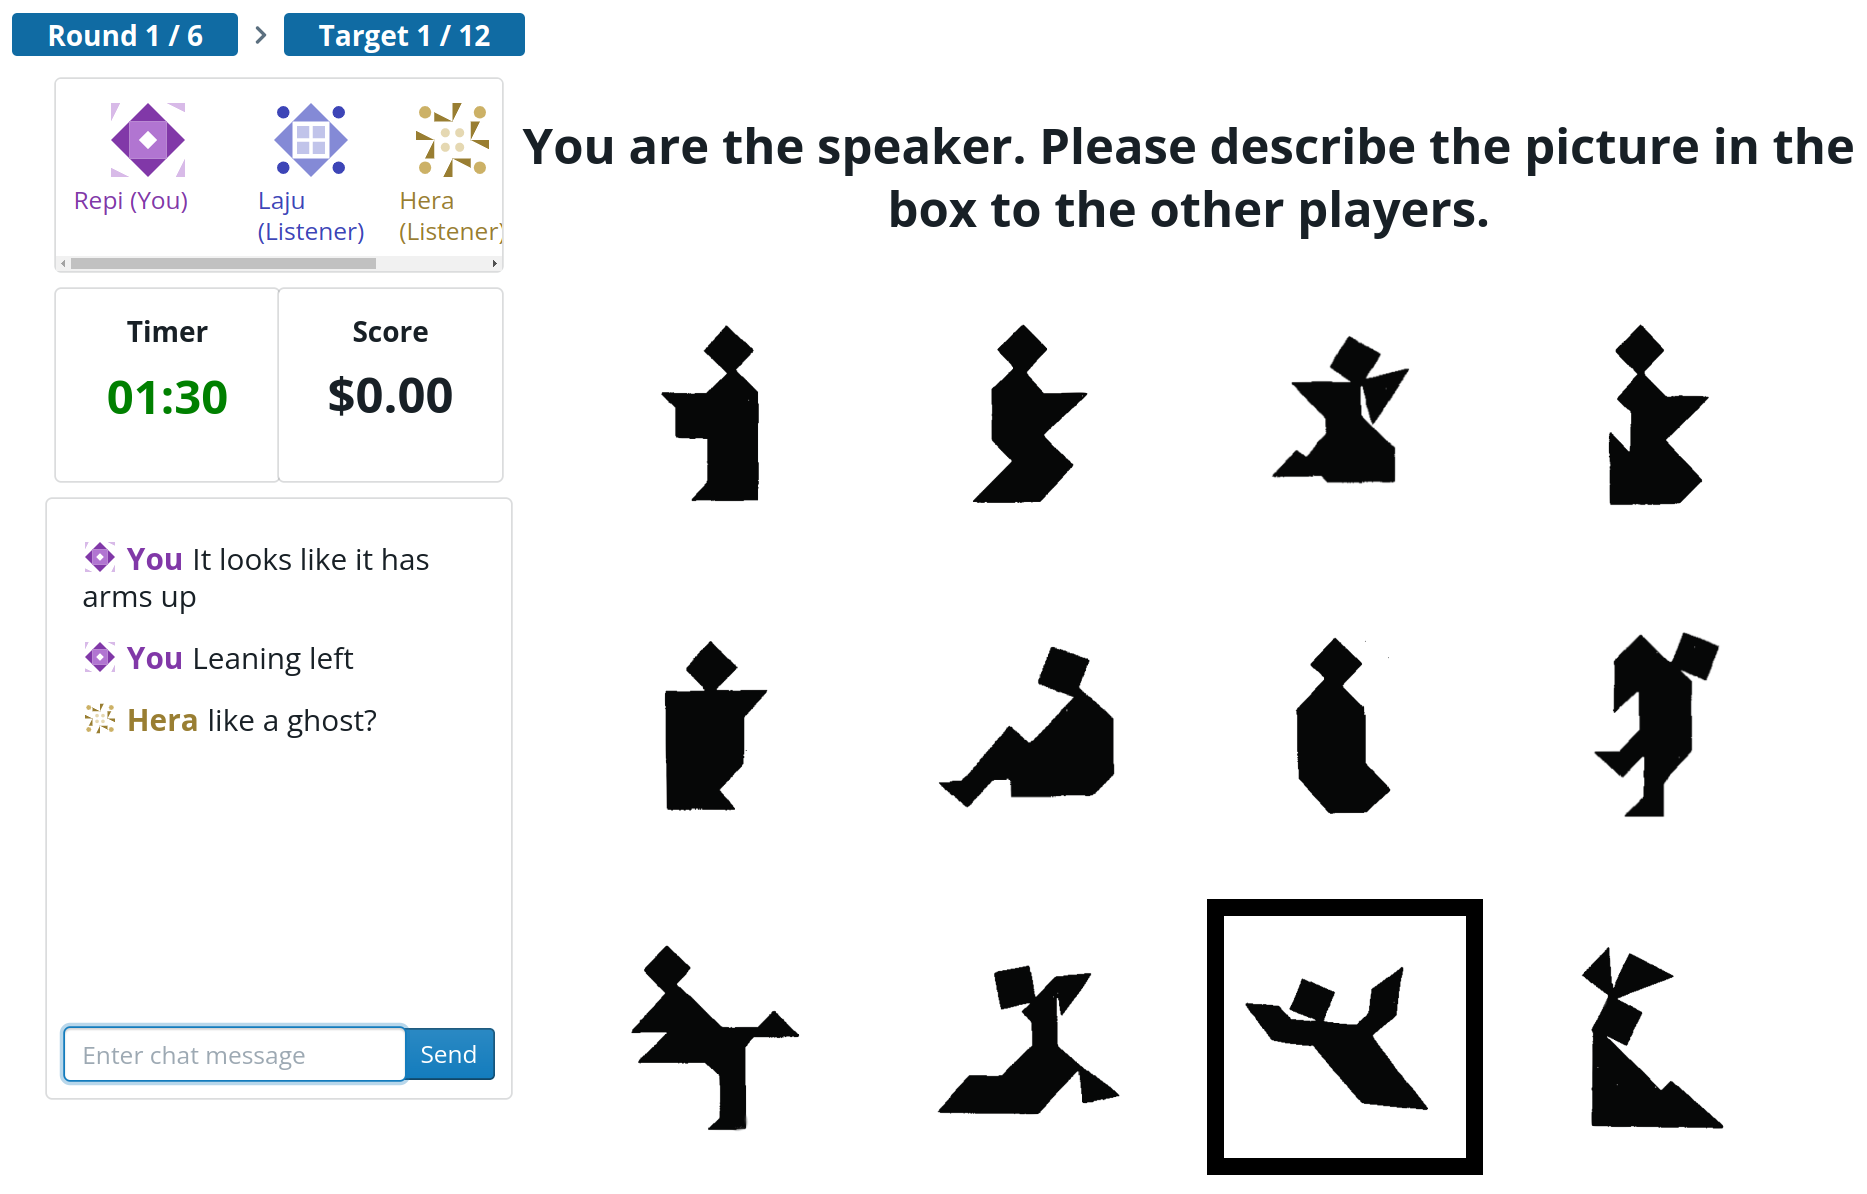 Round 1 / 6 > Target 1 / 12
Repi (You)
Laju
(Listener)
Hera
(Listener)
You are the speaker. Please describe the picture in the
box to the other players.
Timer
01:30
Score
$0.00
You It looks like it has
arms up
You Leaning left
Hera like a ghost?
Enter chat message
Send